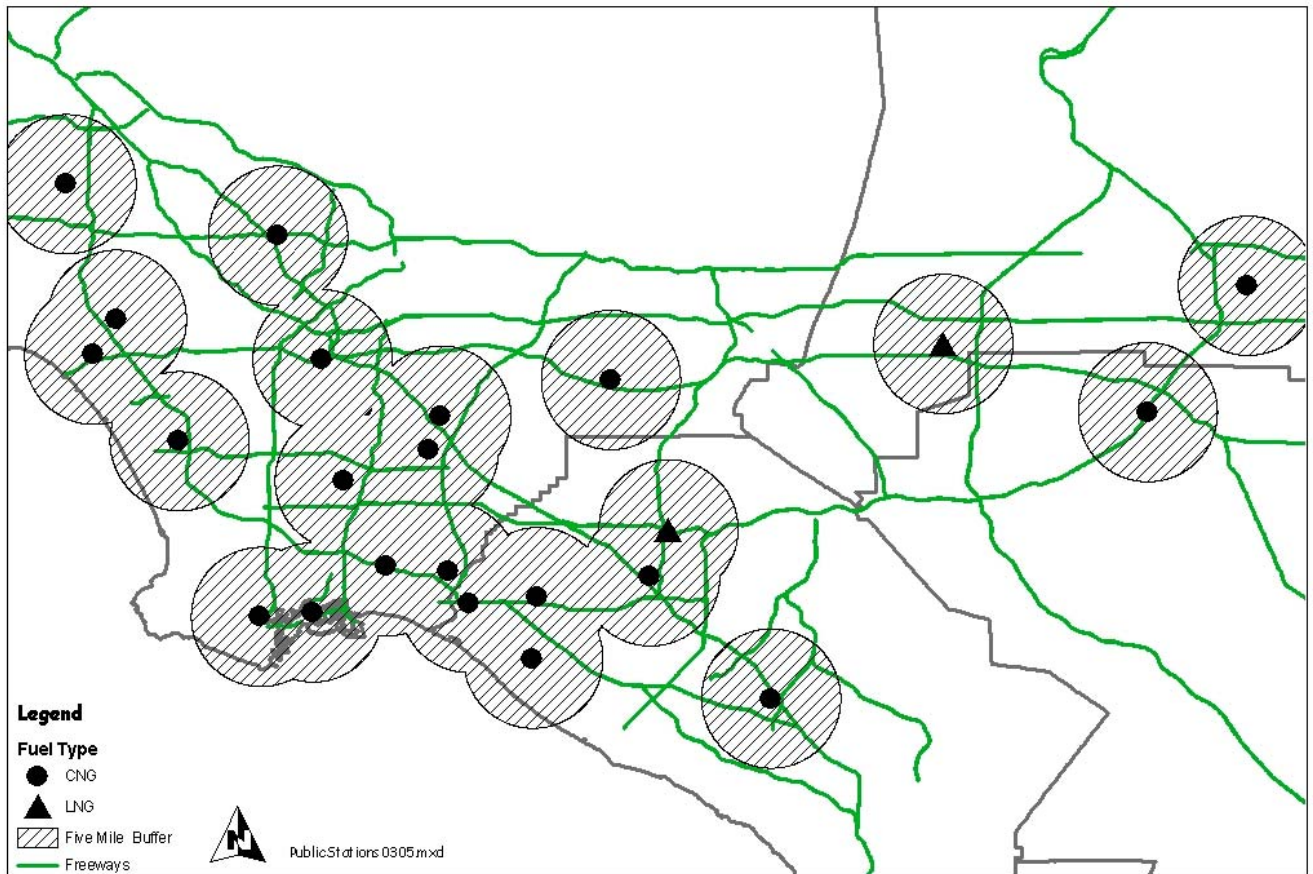 Legend
Fuel Type
CNG
LNG
Five Mile Buffer
Freeways
N
PublicStations0305.mxd